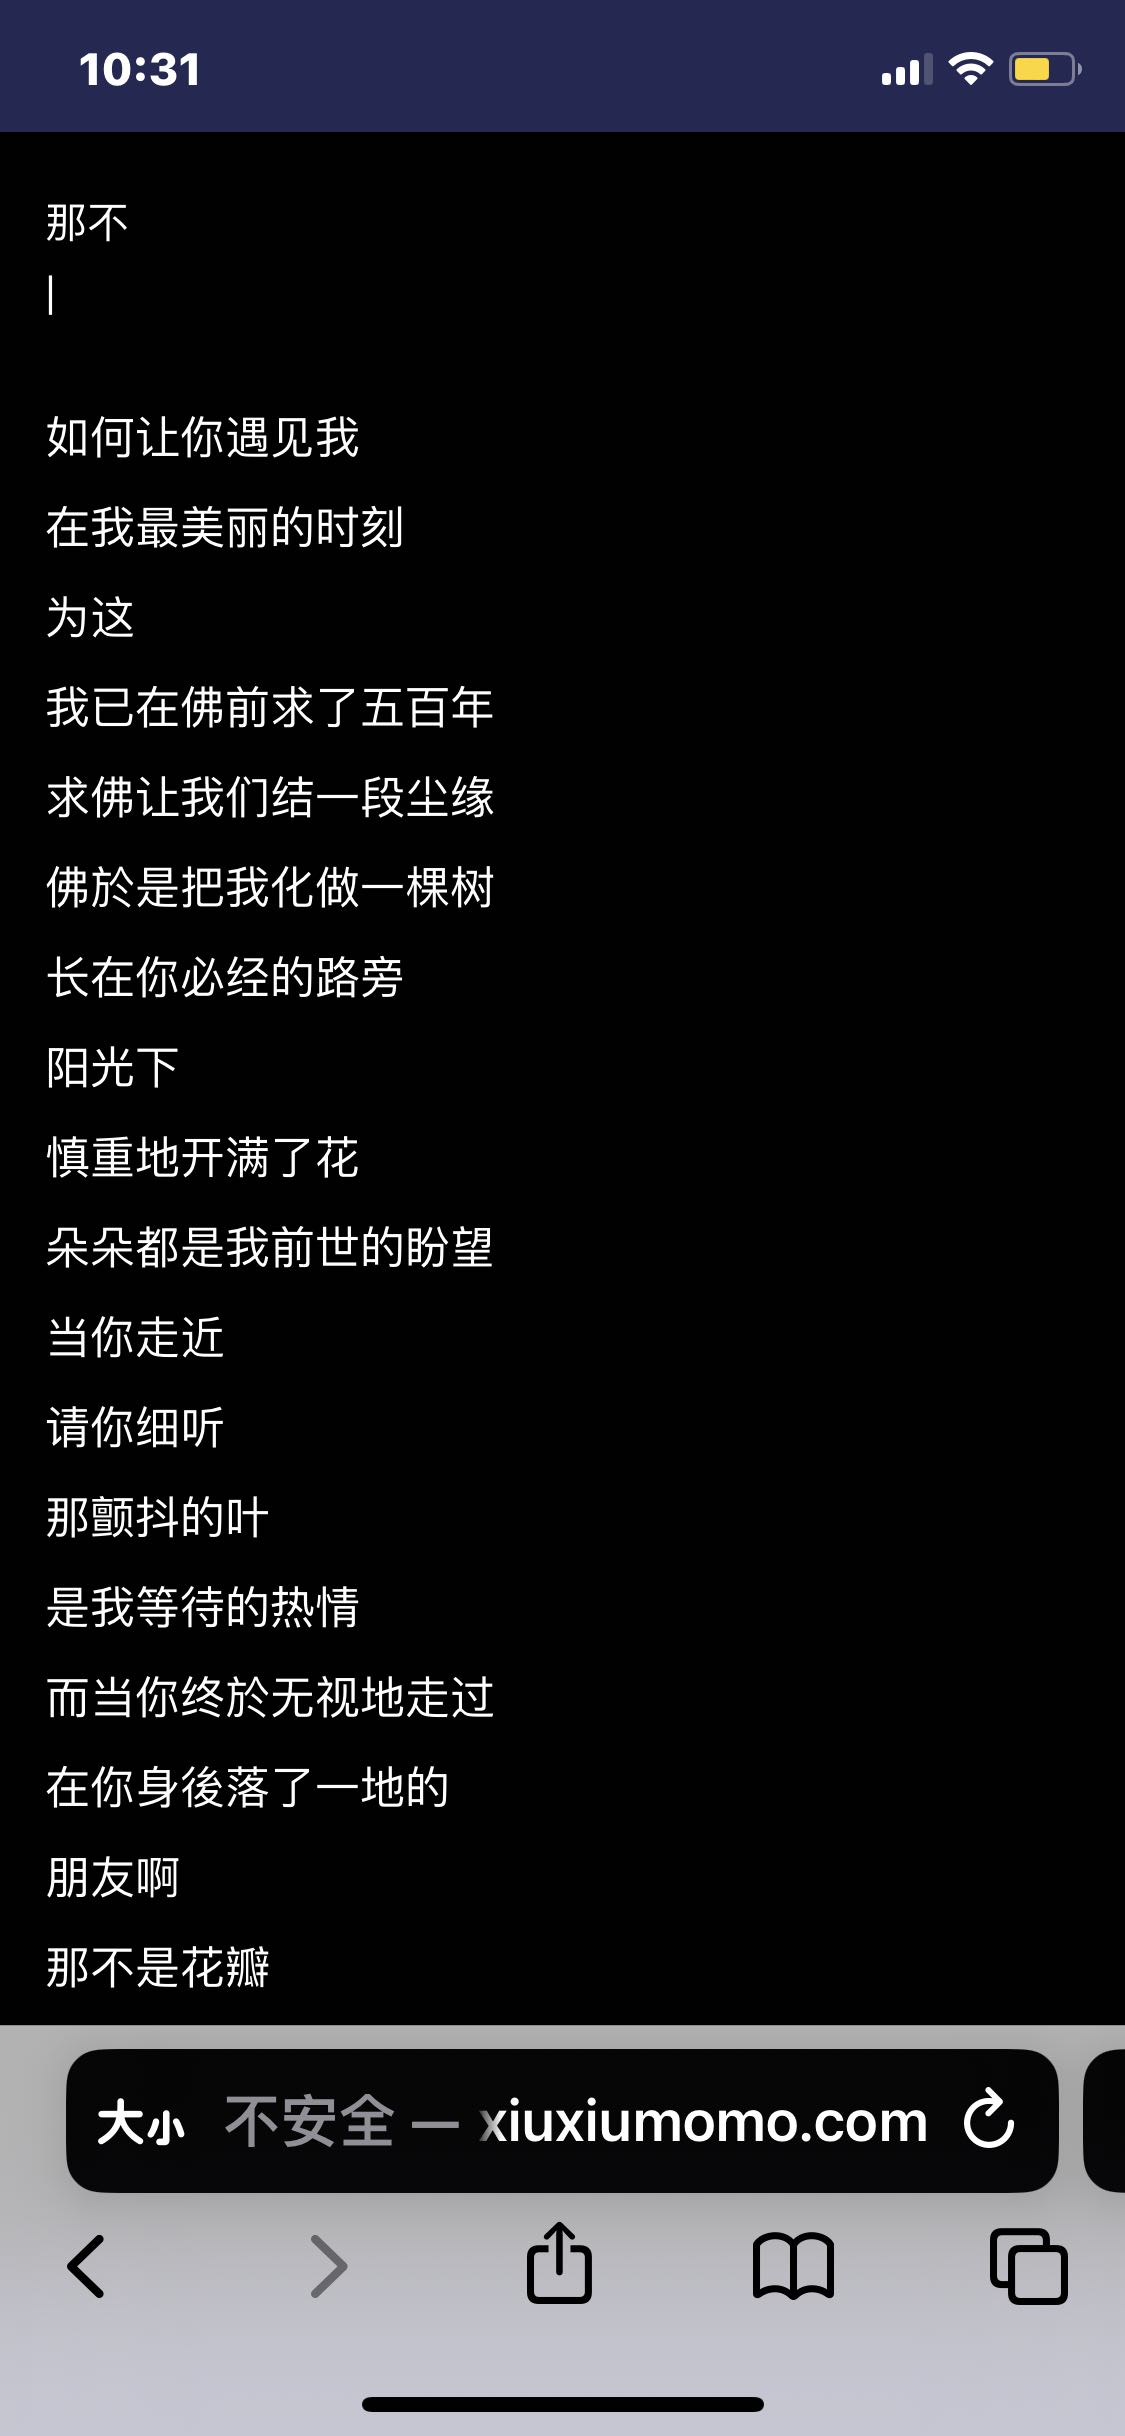 10:31
那不
|
如何让你遇见我
在我最美丽的时刻
为这
我已在佛前求了五百年
求佛让我们结一段尘缘
佛於是把我化做一棵树
长在你必经的路旁
阳光下
慎重地开满了花
朵朵都是我前世的盼望
当你走近
请你细听
那颤抖的叶
是我等待的热情
而当你终於无视地走过
在你身後落了一地的
朋友啊
那不是花瓣
大小 不安全 — xiuxiumomo.com